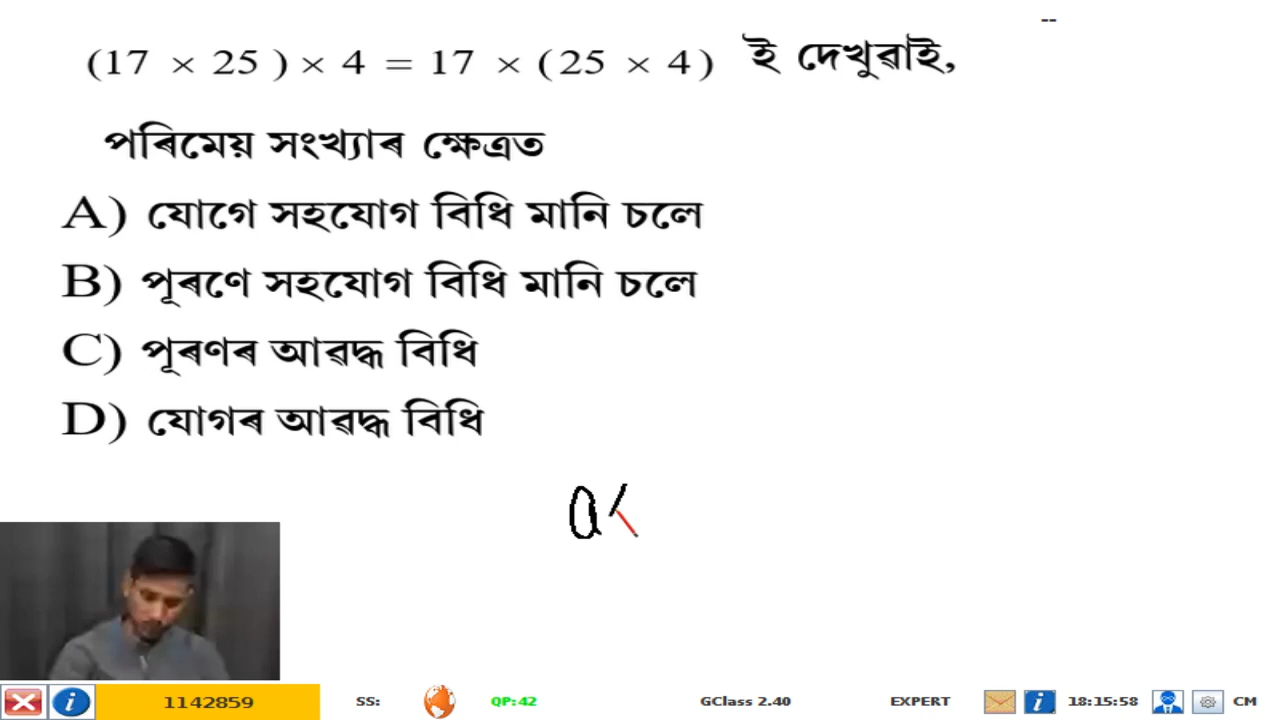 --
(17 × 25 ) × 4 = 17 × ( 25 × 4 ) ই দেখুৱাই,
পৰিমেয় সংখ্যাৰ ক্ষেত্ৰত
A) যোগে সহযোগ বিধি মানি চলে
B) পূৰণে সহযোগ বিধি মানি চলে
C) পূৰণৰ আৱদ্ধ বিধি
D) যোগৰ আৱদ্ধ বিধি
a
1142859 SS: QP:42 GClass 2.40 EXPERT 18:15:58 CM